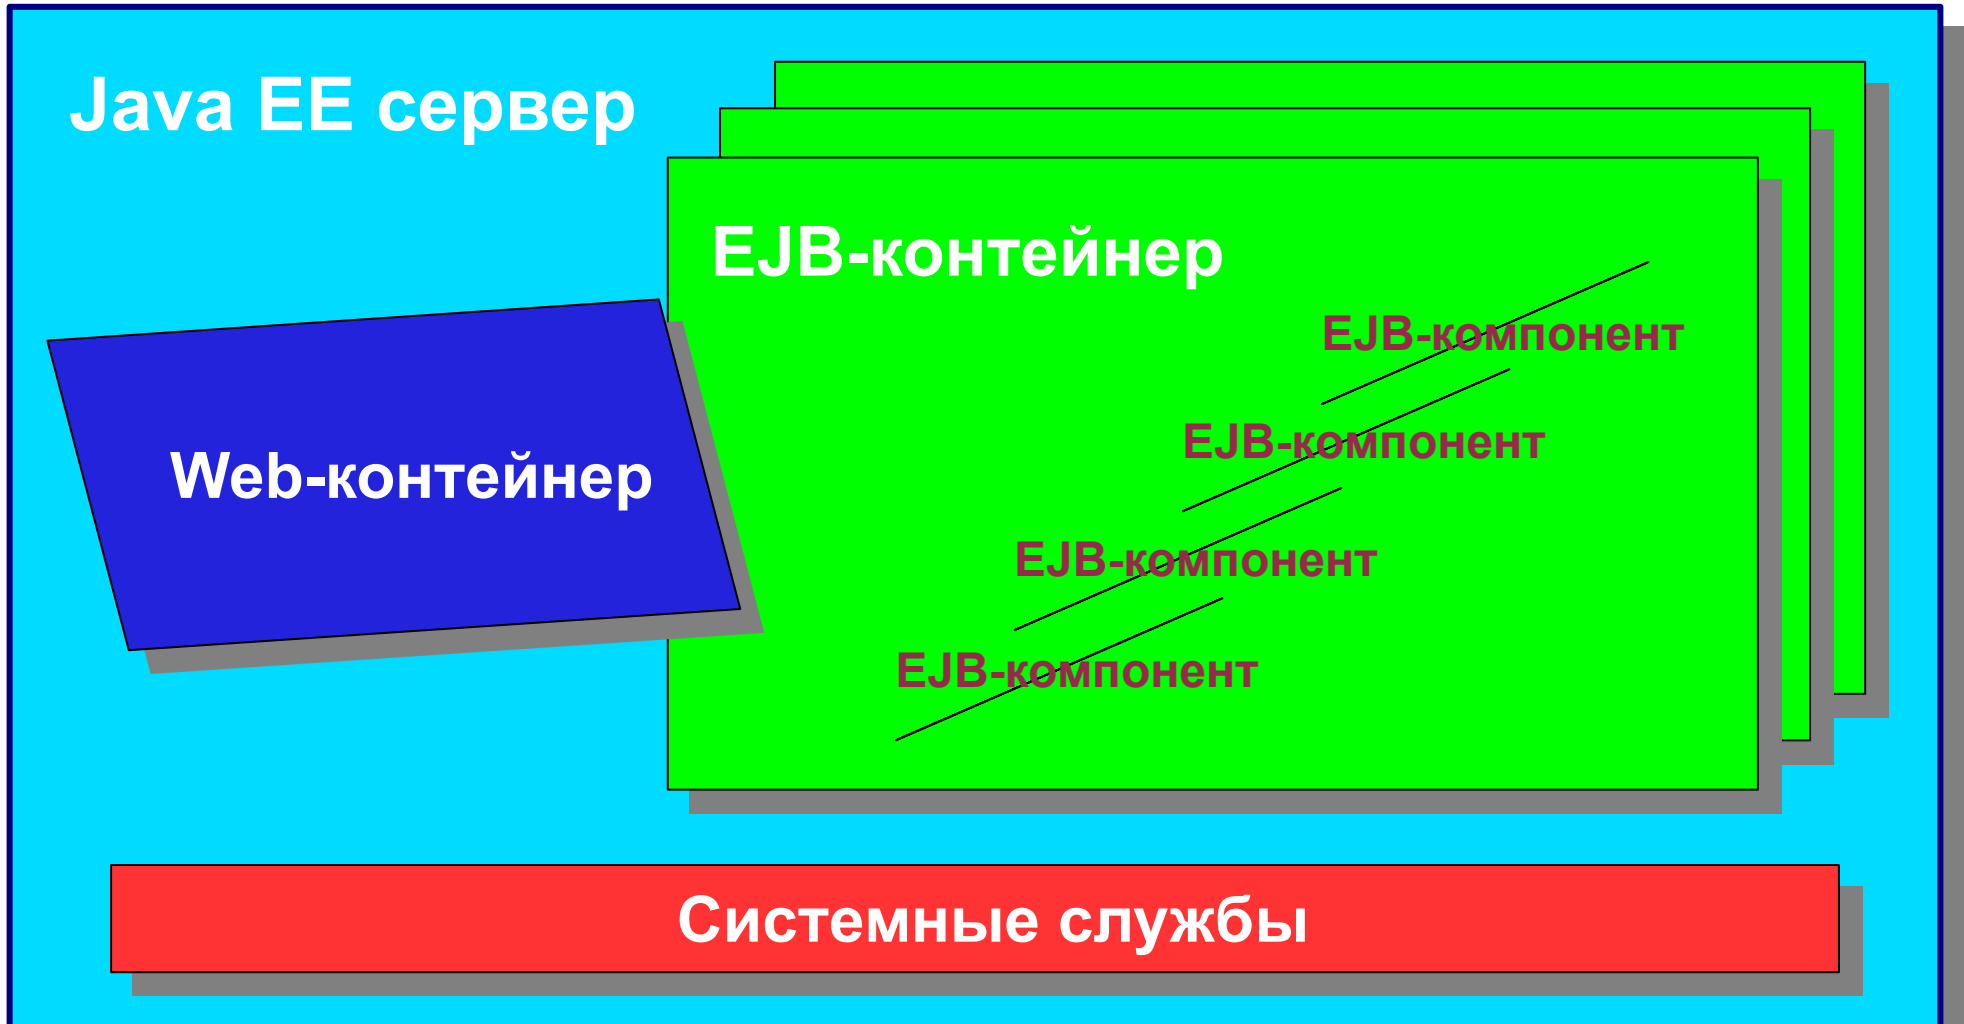 Java EE сервер
EJB-контейнер
EJB-компонент
EJB-компонент
Web-контейнер
EJB-компонент
EJB-компонент
Системные службы